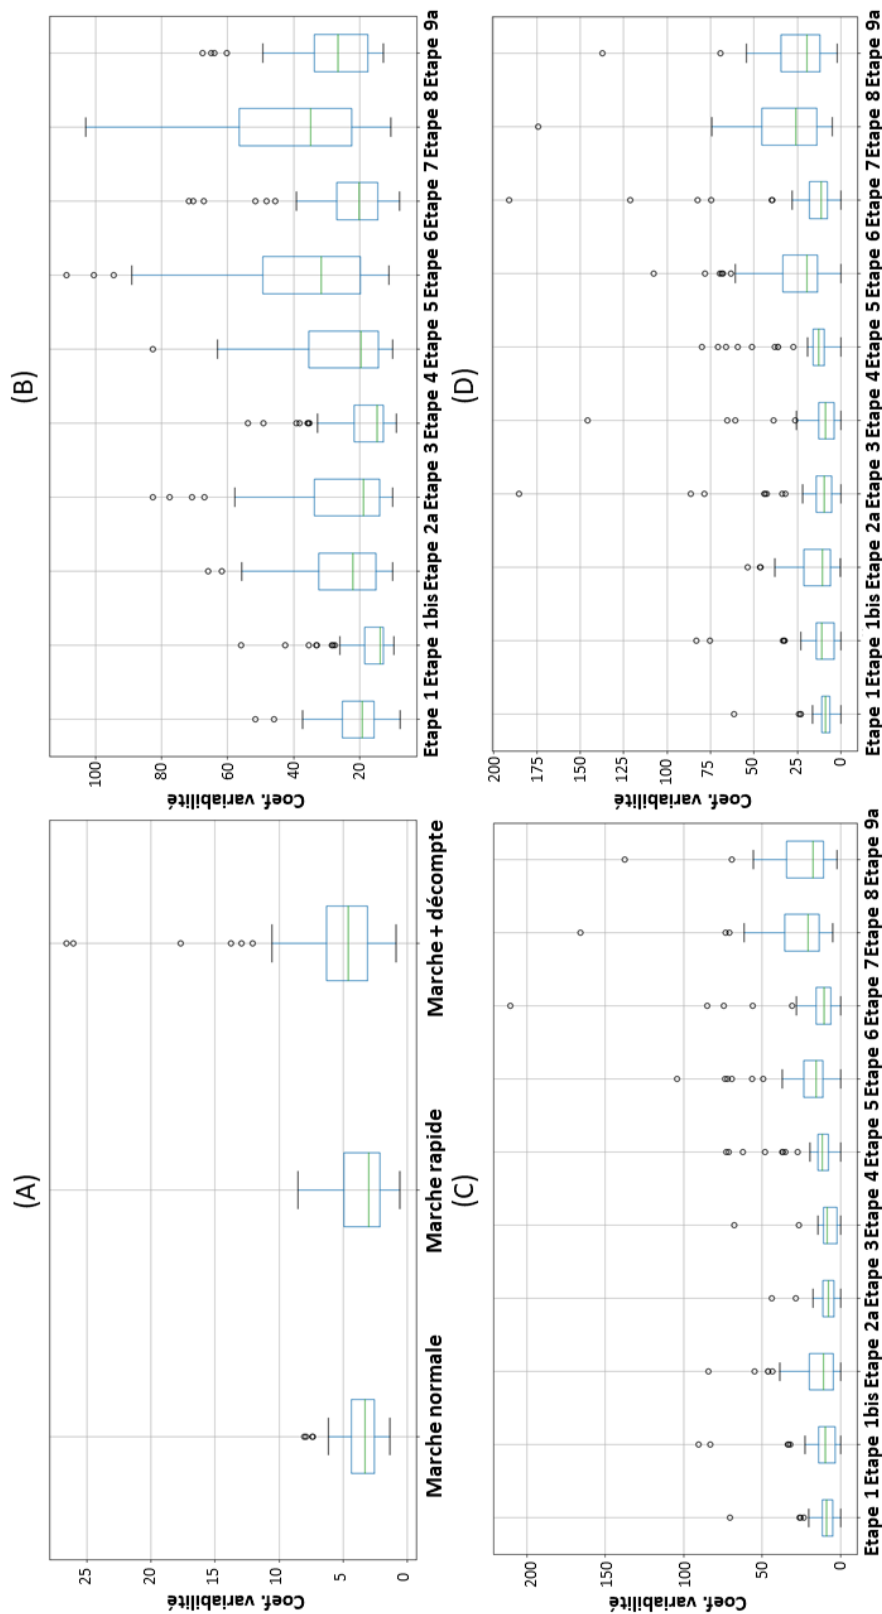 (A)
Coef. variabilité
25
20
15
10
5
0
Marche normale Marche rapide Marche + décompte
(B)
Coef. variabilité
100
80
60
40
20
Etape 1 Etape 1bis Etape 2a Etape 3 Etape 4 Etape 5 Etape 6 Etape 7 Etape 8 Etape 9a
(C)
Coef. variabilité
200
150
100
50
0
Etape 1 Etape 1bis Etape 2a Etape 3 Etape 4 Etape 5 Etape 6 Etape 7 Etape 8 Etape 9a
(D)
Coef. variabilité
200
175
150
125
100
75
50
25
0
Etape 1 Etape 1bis Etape 2a Etape 3 Etape 4 Etape 5 Etape 6 Etape 7 Etape 8 Etape 9a